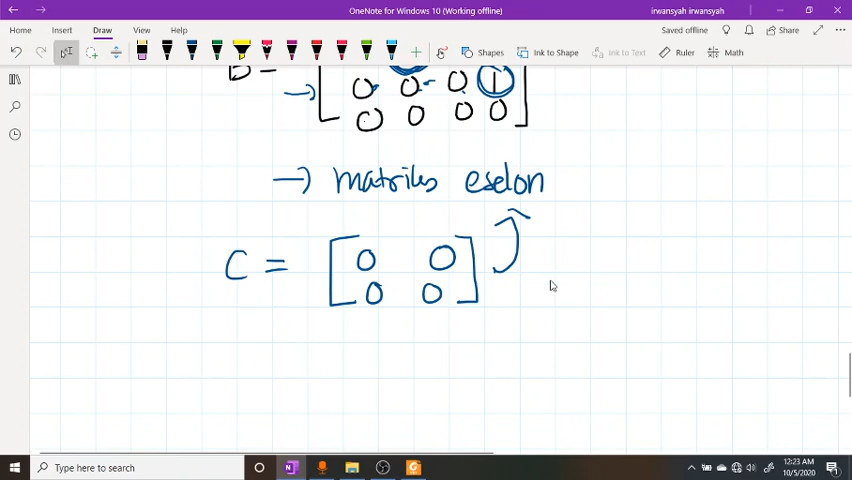 OneNote for Windows 10 (Working offline)
irwansyah irwansyah
Home Insert Draw View Help
Saved offline Share
Shapes Ink to Shape Ink to Text Ruler Math
0 0 0 1
0 0 0 0
→ matriks eselon
C = [ 0 0
0 0 ]
Type here to search
12:23 AM
10/5/2020